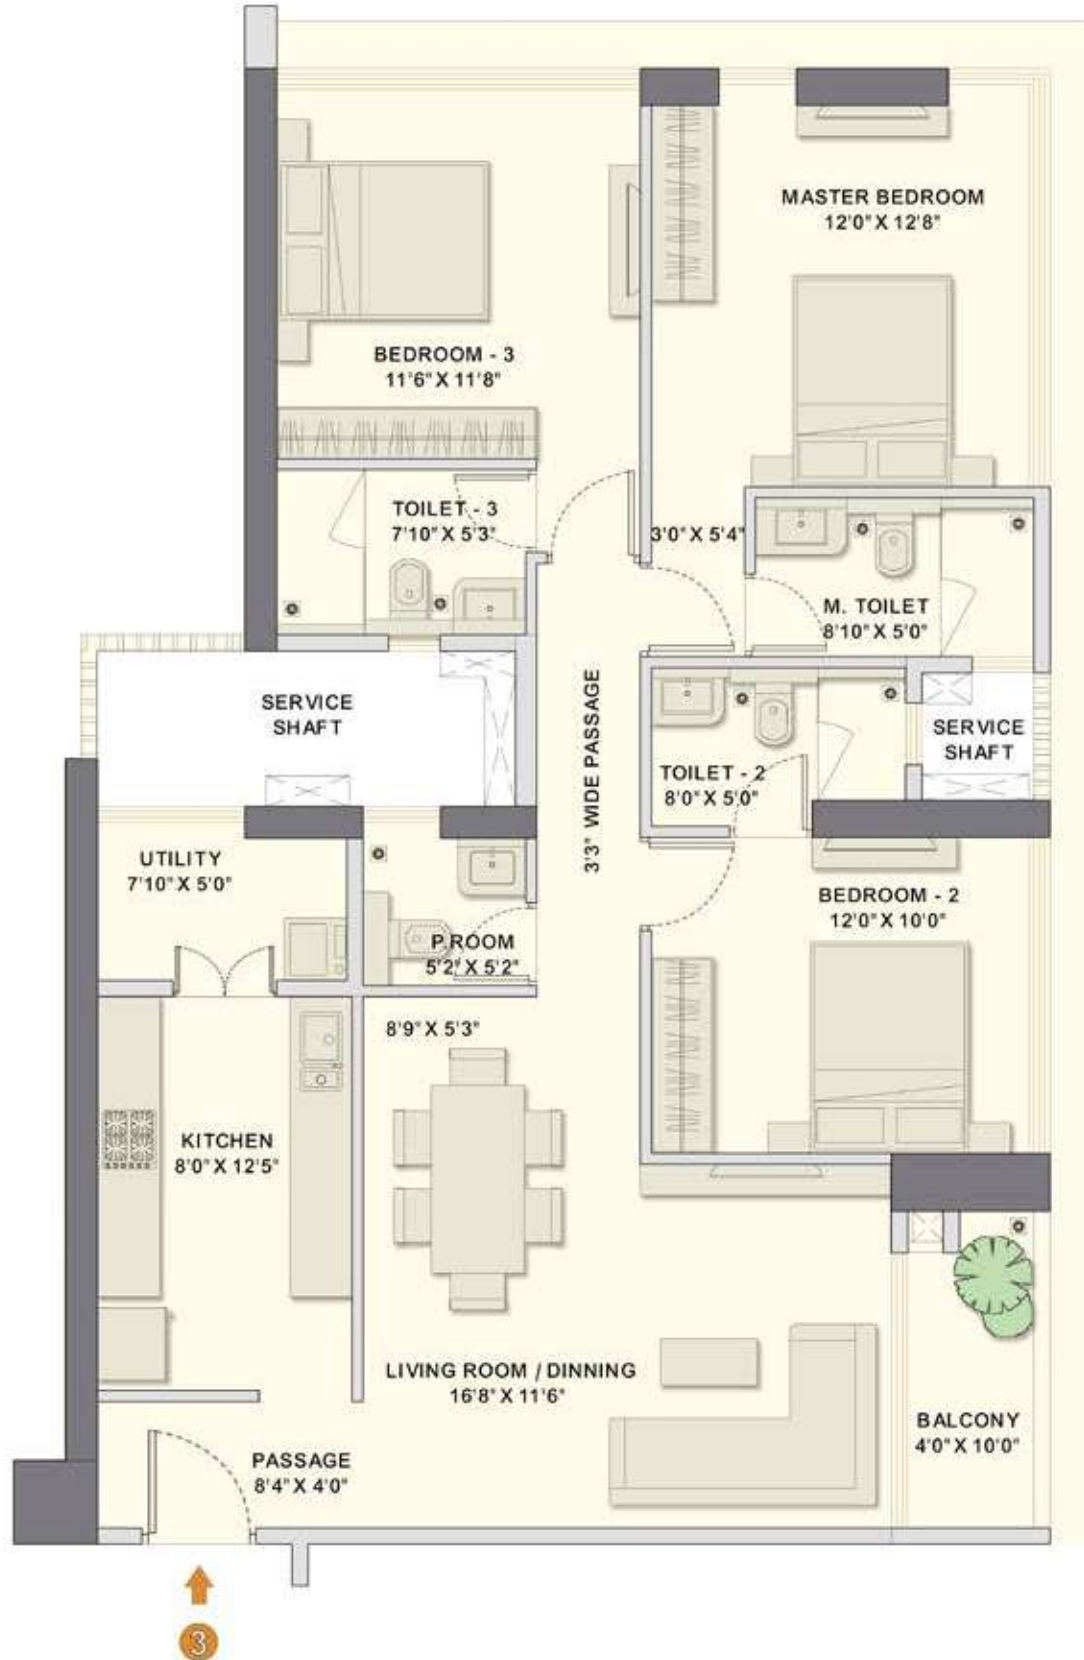 MASTER BEDROOM
12'0" X 12'8"
BEDROOM - 3
11'6" X 11'8"
TOILET - 3
7'10" X 5'3"
3'0" X 5'4"
M. TOILET
8'10" X 5'0"
SERVICE
SHAFT
3'3" WIDE PASSAGE
SERVICE
SHAFT
TOILET - 2
8'0" X 5'0"
UTILITY
7'10" X 5'0"
BEDROOM - 2
12'0" X 10'0"
P.ROOM
5'2" X 5'2"
8'9" X 5'3"
KITCHEN
8'0" X 12'5"
LIVING ROOM / DINNING
16'8" X 11'6"
BALCONY
4'0" X 10'0"
PASSAGE
8'4" X 4'0"
3